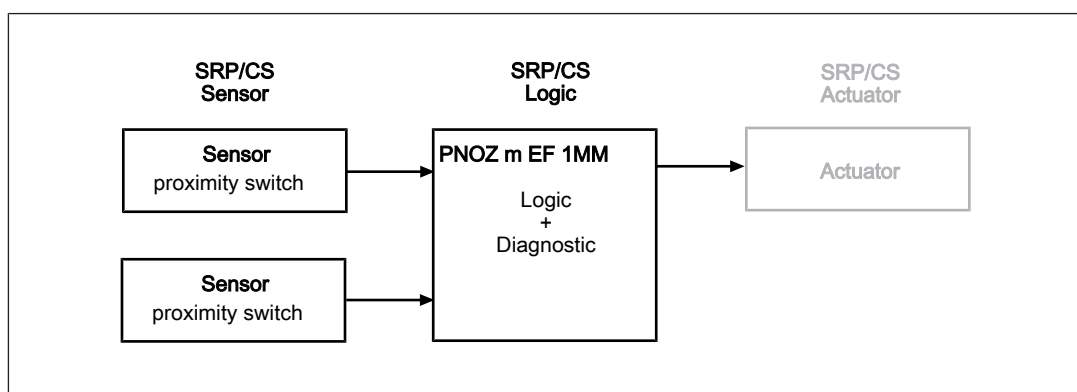 SRP/CS
Sensor
SRP/CS
Logic
SRP/CS
Actuator
Sensor
proximity switch
PNOZ m EF 1MM
Logic
+
Diagnostic
Actuator
Sensor
proximity switch